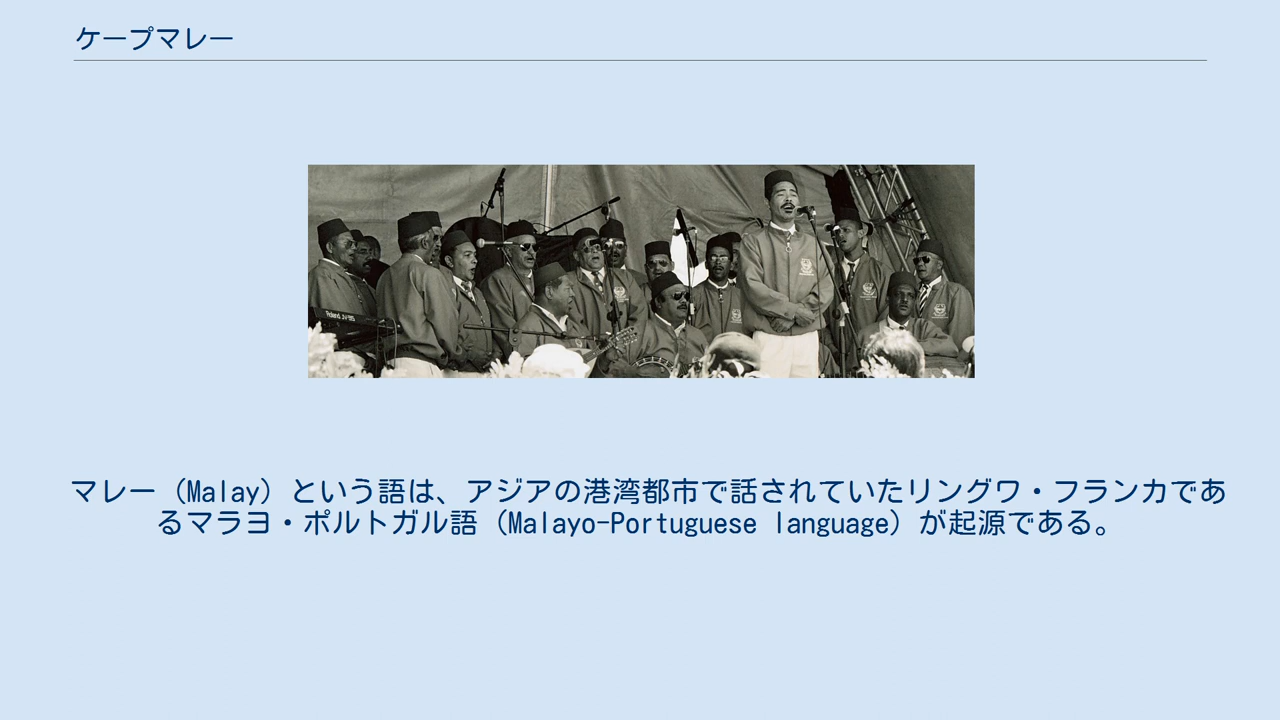 ケープマレー
Roland JV-35
マレー（Malay）という語は、アジアの港湾都市で話されていたリングワ・フランカであ
るマラヨ・ポルトガル語（Malayo-Portuguese language）が起源である。